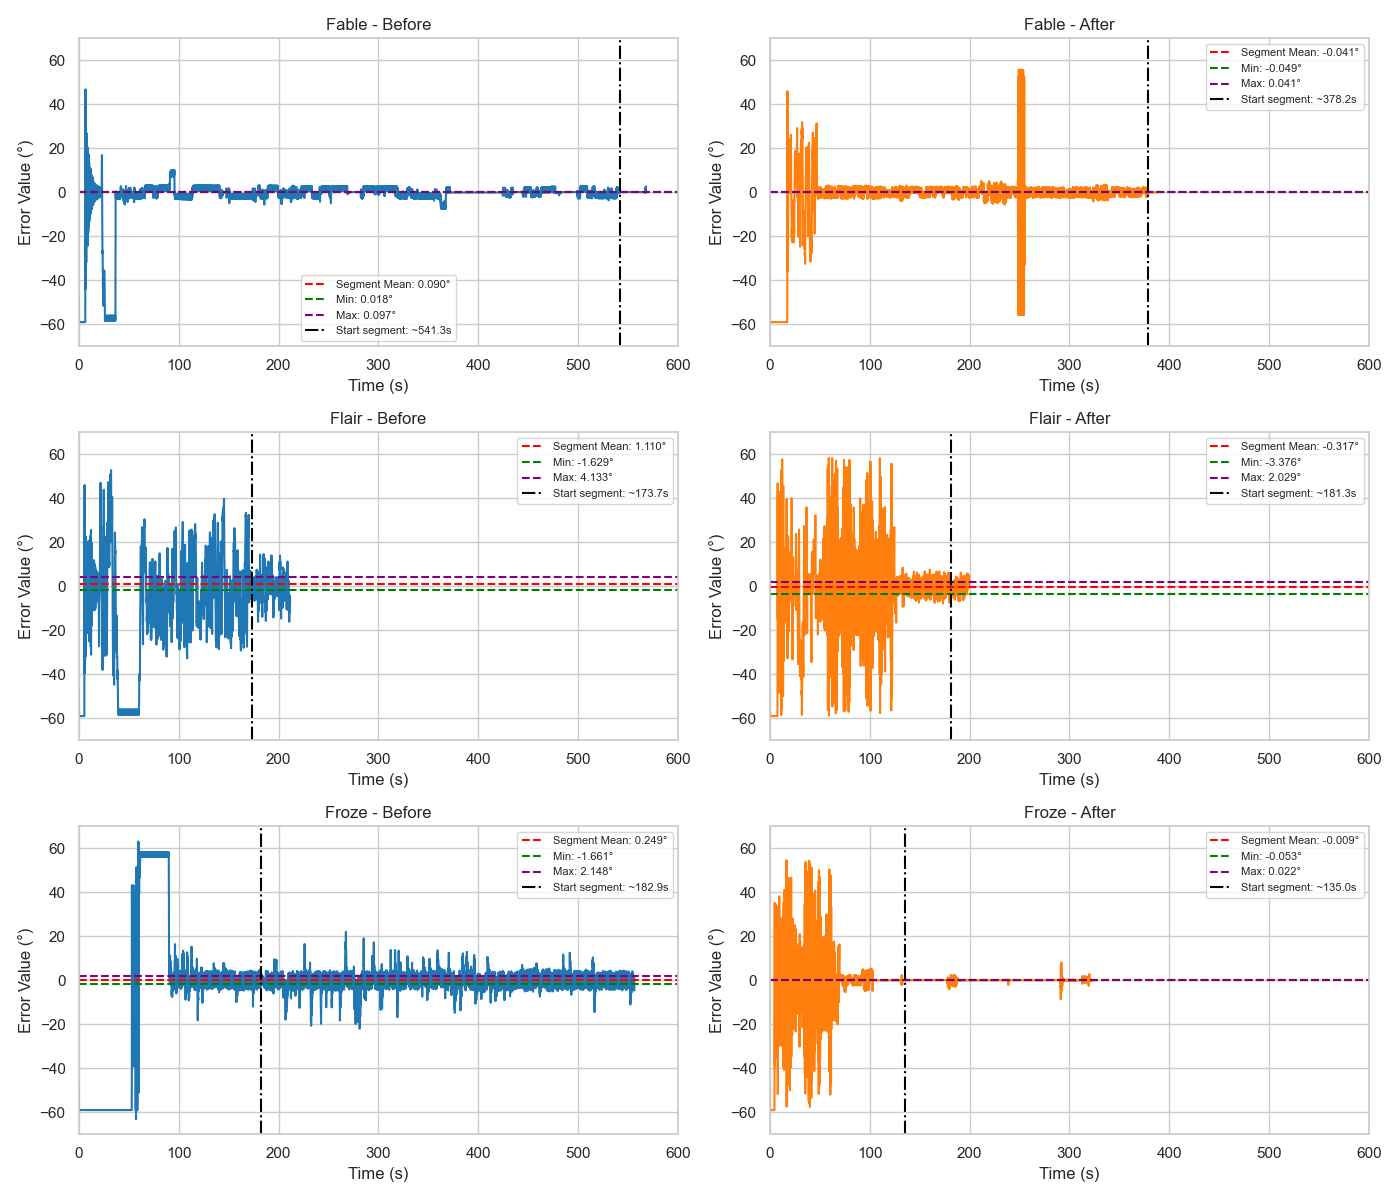 Fable - Before
60
40
20
0
−20
−40
−60
Error Value (°)
Segment Mean: 0.090°
Min: 0.018°
Max: 0.097°
Start segment: ~541.3s
0 100 200 300 400 500 600
Time (s)
Fable - After
60
40
20
0
−20
−40
−60
Error Value (°)
Segment Mean: -0.041°
Min: -0.049°
Max: 0.041°
Start segment: ~378.2s
0 100 200 300 400 500 600
Time (s)
Flair - Before
60
40
20
0
−20
−40
−60
Error Value (°)
Segment Mean: 1.110°
Min: -1.629°
Max: 4.133°
Start segment: ~173.7s
0 100 200 300 400 500 600
Time (s)
Flair - After
60
40
20
0
−20
−40
−60
Error Value (°)
Segment Mean: -0.317°
Min: -3.376°
Max: 2.029°
Start segment: ~181.3s
0 100 200 300 400 500 600
Time (s)
Froze - Before
60
40
20
0
−20
−40
−60
Error Value (°)
Segment Mean: 0.249°
Min: -1.661°
Max: 2.148°
Start segment: ~182.9s
0 100 200 300 400 500 600
Time (s)
Froze - After
60
40
20
0
−20
−40
−60
Error Value (°)
Segment Mean: -0.009°
Min: -0.053°
Max: 0.022°
Start segment: ~135.0s
0 100 200 300 400 500 600
Time (s)